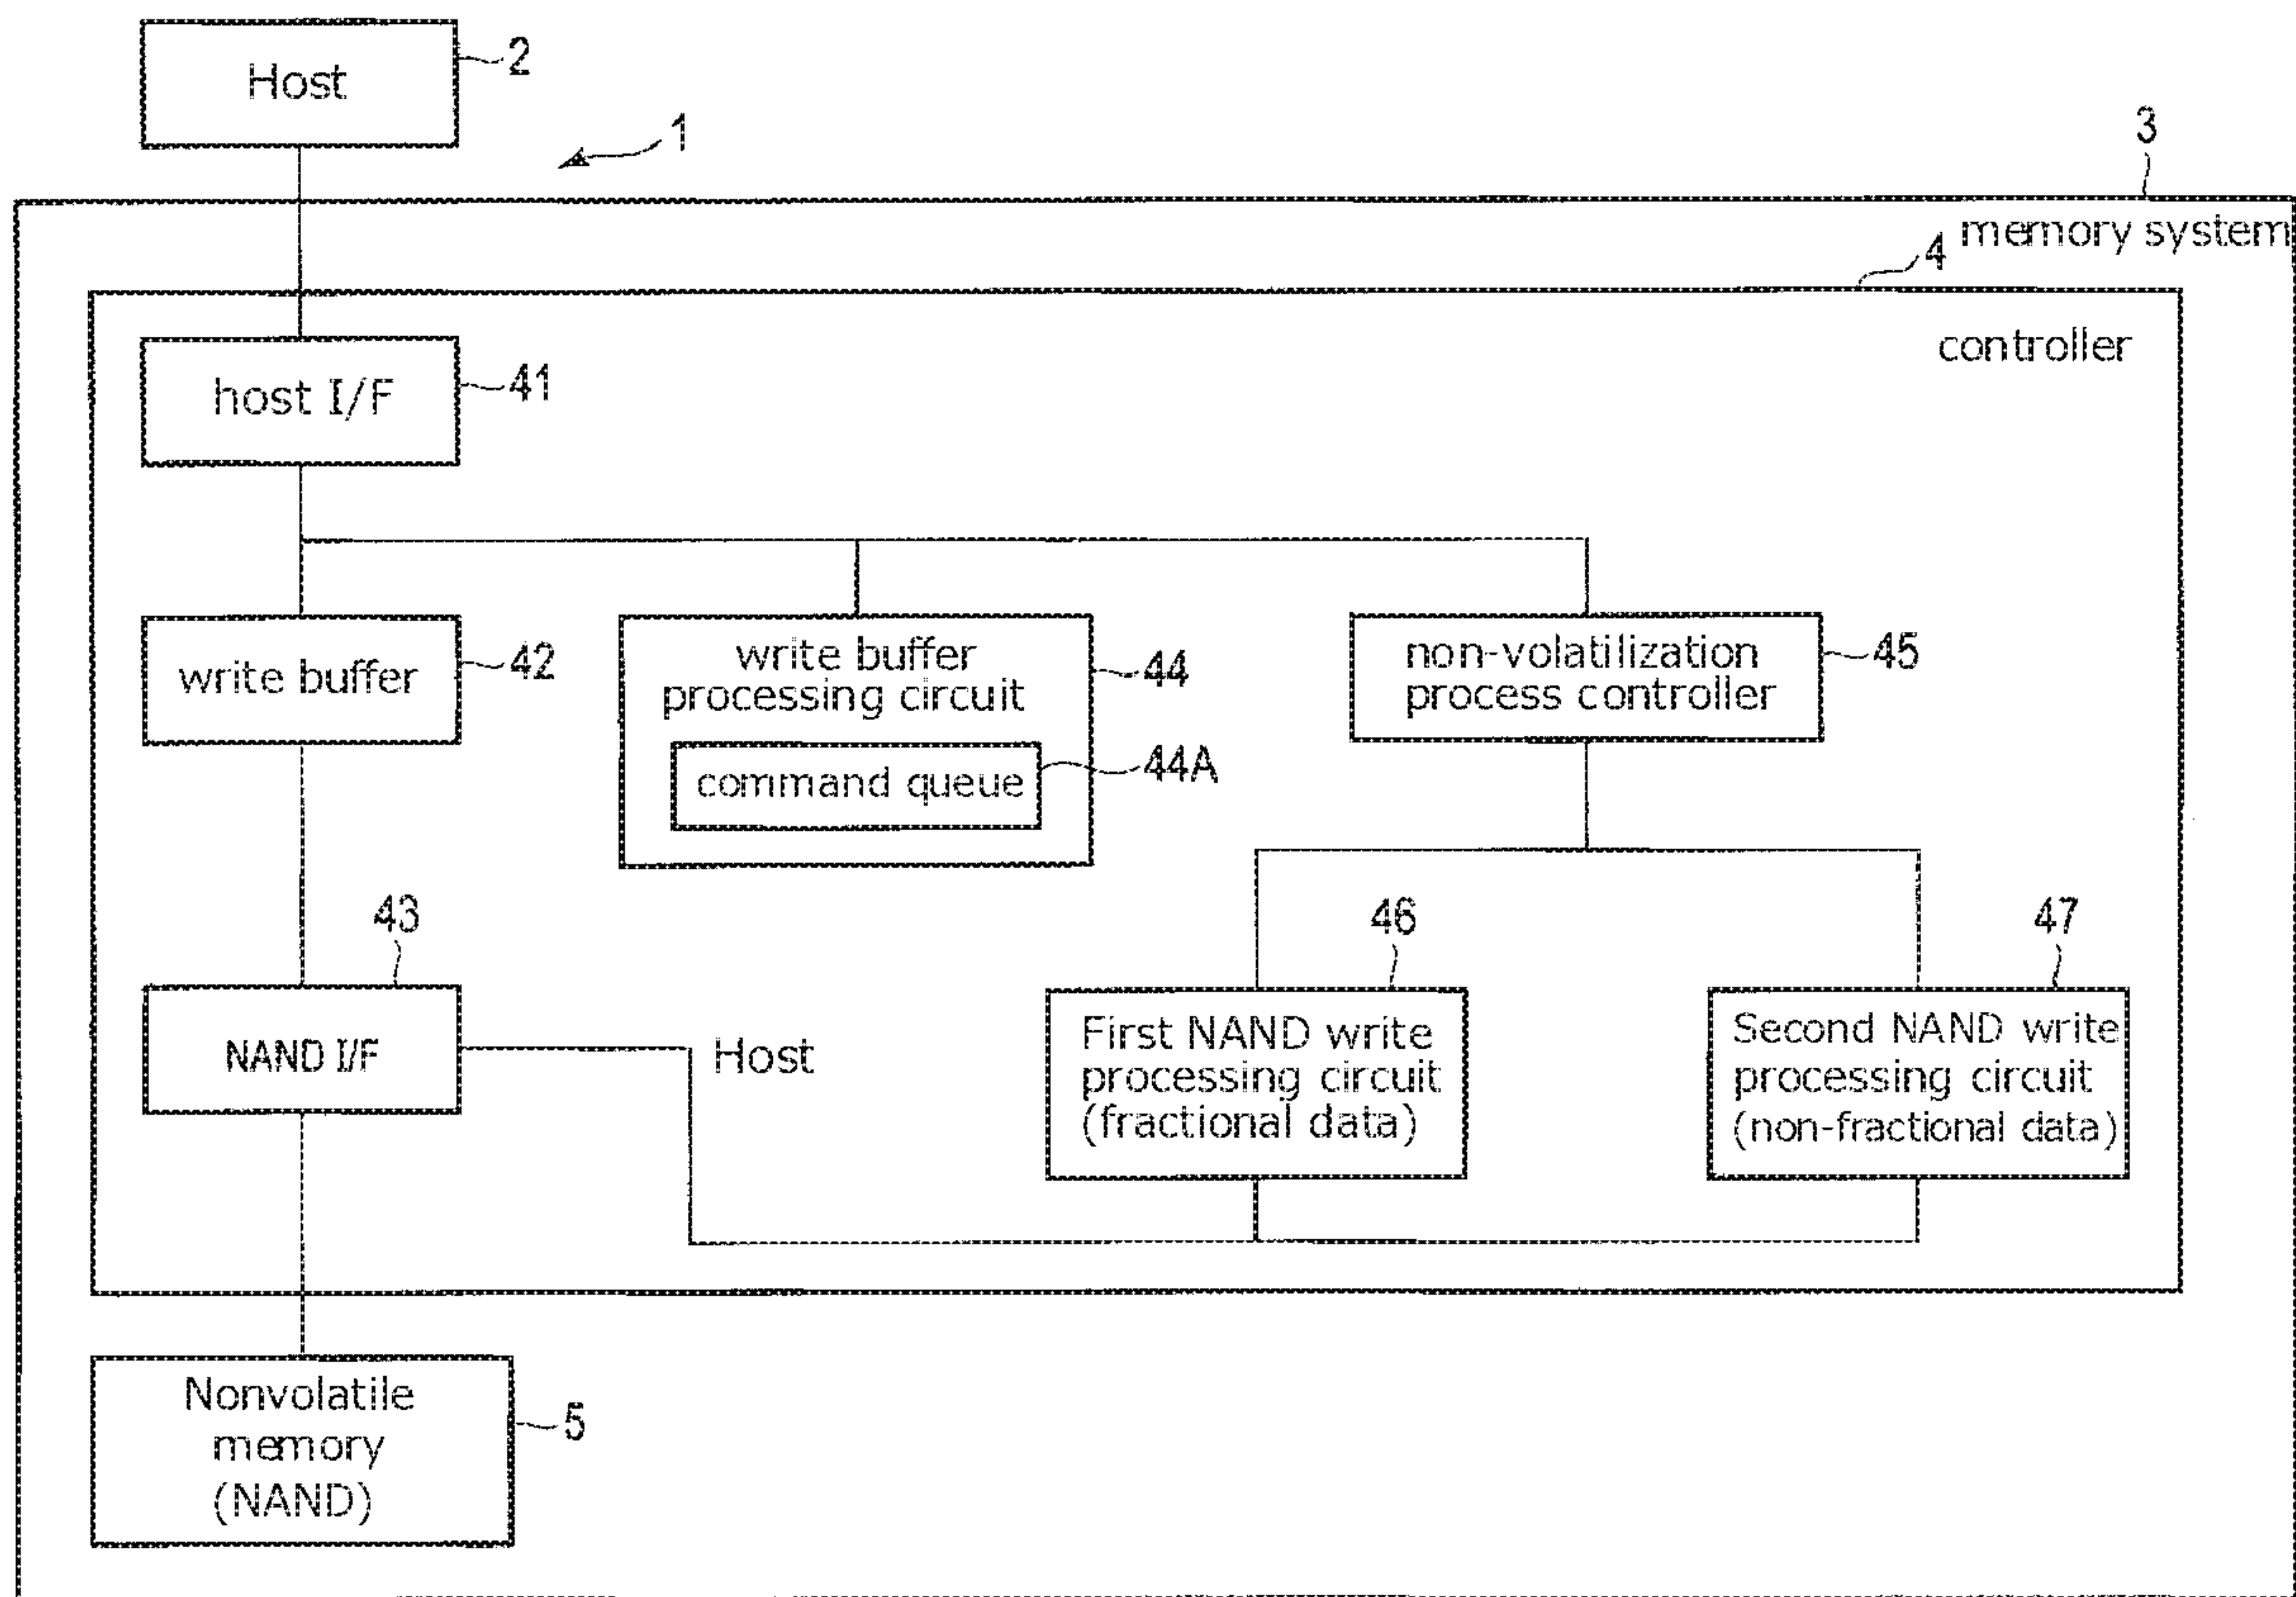 Host
2
1
3
memory system
4
controller
host I/F
41
write buffer
42
write buffer
processing circuit
44
command queue
44A
non-volatilization
process controller
45
43
NAND I/F
Host
46
First NAND write
processing circuit
(fractional data)
47
Second NAND write
processing circuit
(non-fractional data)
Nonvolatile
memory
(NAND)
5